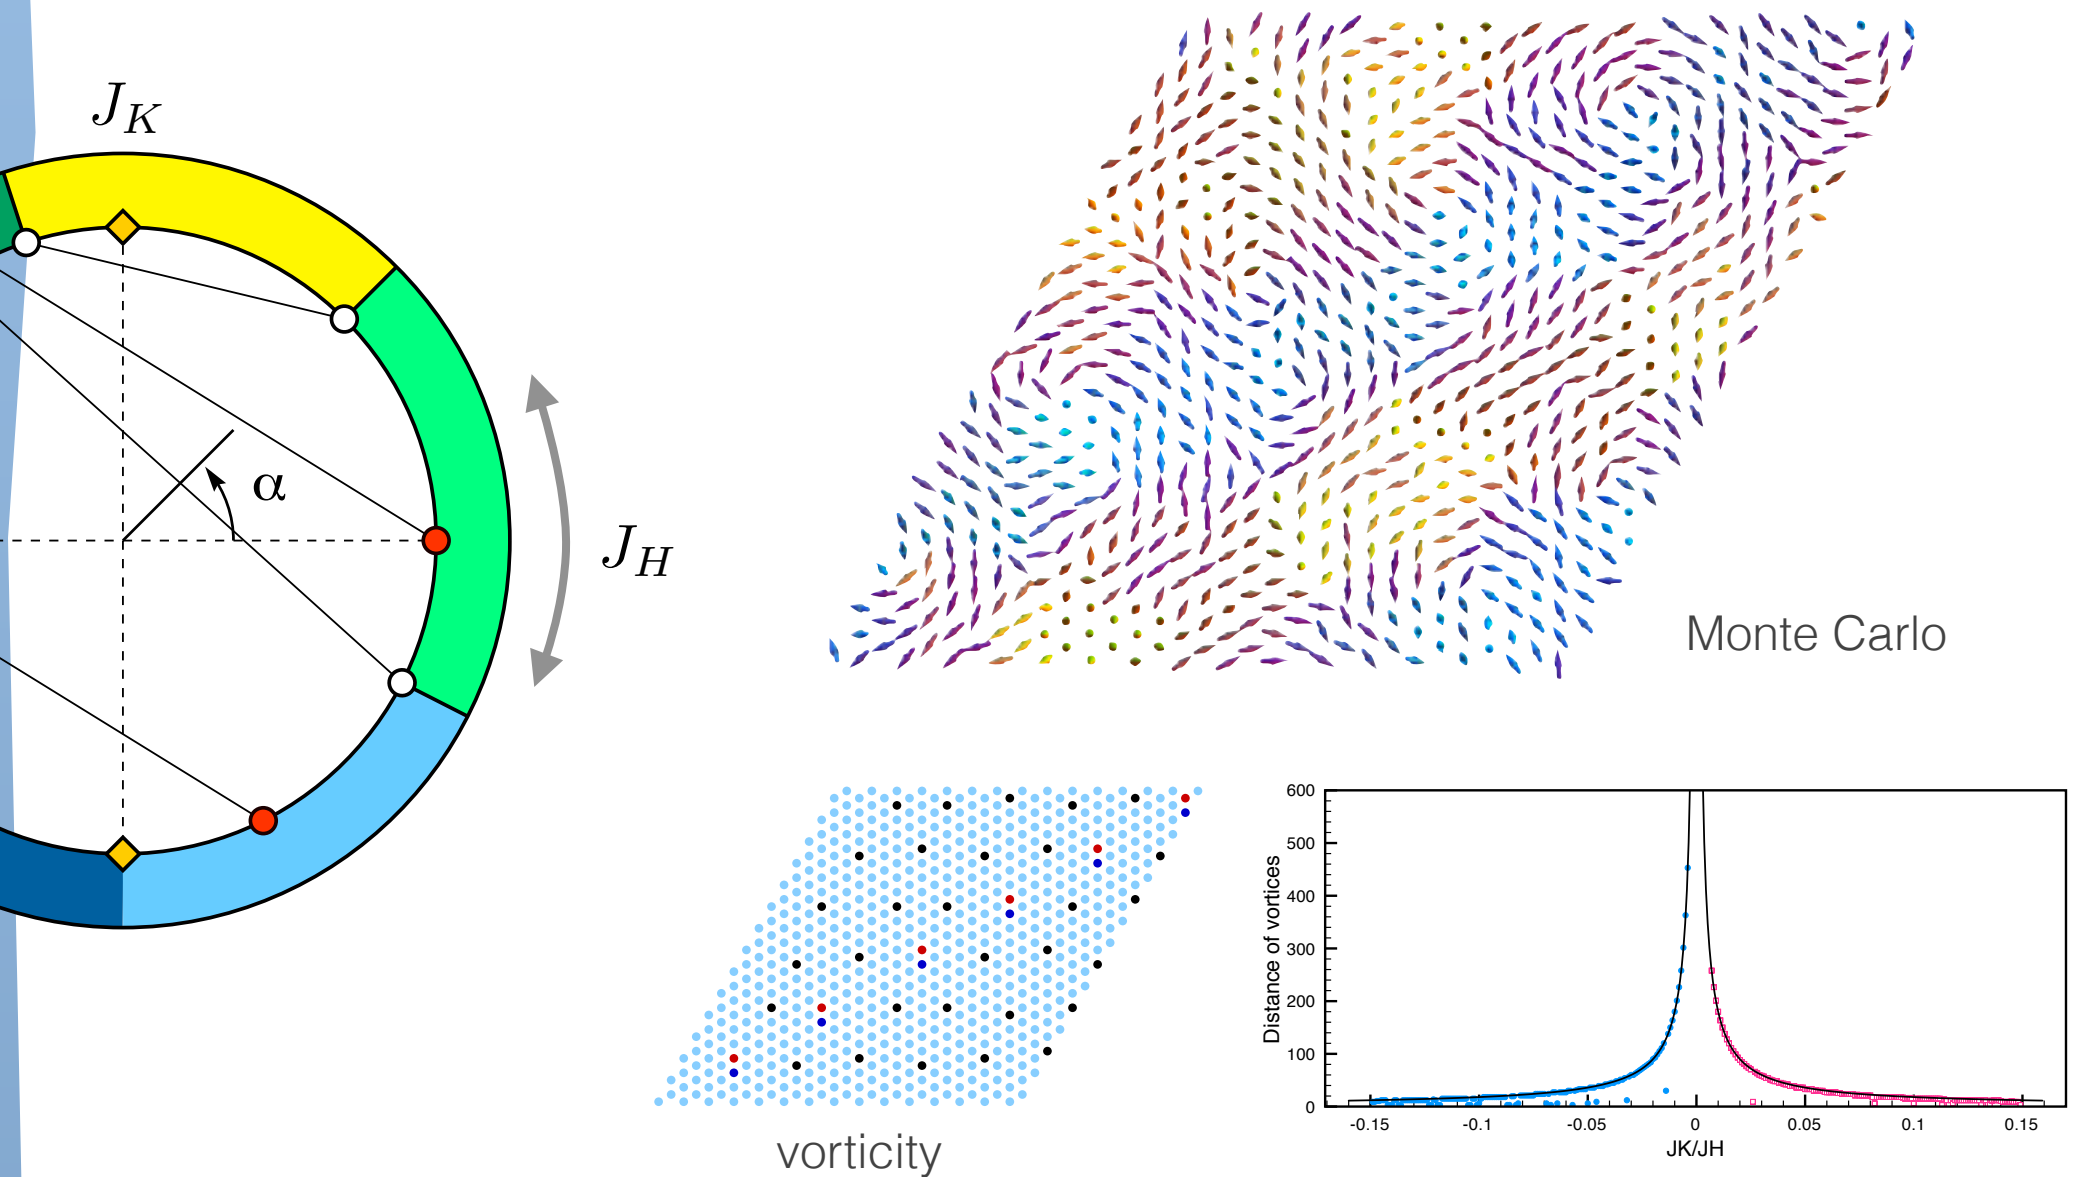 J_K
α
J_H
Monte Carlo
vorticity
600
500
400
300
200
100
0
Distance of vortices
-0.15 -0.1 -0.05 0 0.05 0.1 0.15
JK/JH